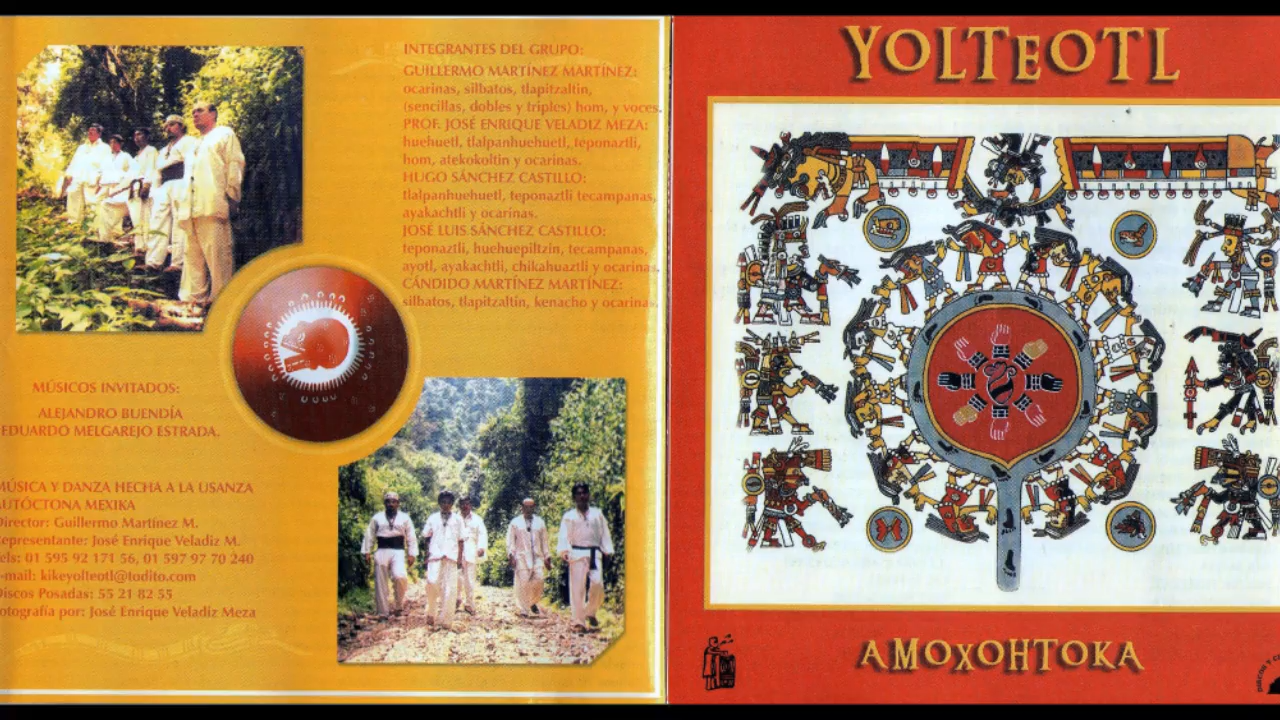 INTEGRANTES DEL GRUPO:
GUILLERMO MARTÍNEZ MARTÍNEZ:
ocarinas, silbatos, tlapitzaltin,
(sencillas, dobles y triples) hom, y voces.
PROF. JOSÉ ENRIQUE VELADIZ MEZA:
huehuetl, tlalpanhuehuetl, teponaztli,
hom, atekokoltin y ocarinas.
HUGO SÁNCHEZ CASTILLO:
tlalpanhuehuetl, teponaztli tecampanas,
ayakachtli y ocarinas.
JOSÉ LUIS SÁNCHEZ CASTILLO:
teponaztli, huehuepiltzin, tecampanas,
ayotl, ayakachtli, chikahuaztli y ocarinas.
CÁNDIDO MARTÍNEZ MARTÍNEZ:
silbatos, tlapitzaltin, kenacho y ocarina
MÚSICOS INVITADOS:
ALEJANDRO BUENDÍA
EDUARDO MELGAREJO ESTRADA.
MÚSICA Y DANZA HECHA A LA USANZA
AUTÓCTONA MEXIKA
Director: Guillermo Martínez M.
Representante: José Enrique Veladiz M.
Tels: 01 595 92 171 56, 01 597 97 70 240
-mail: kikeyolteotl@todito.com
Discos Posadas: 55 21 82 55
otografía por: José Enrique Veladiz Meza
YOLTEOTL
AMOXOHTOKA